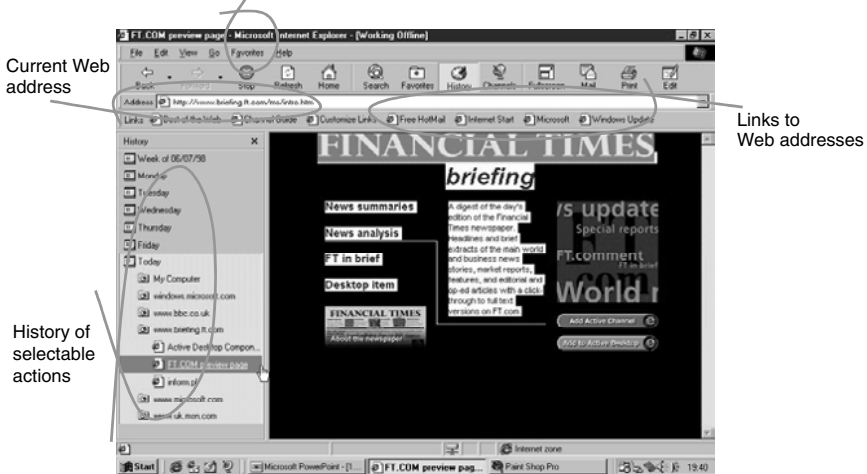 FT.COM preview page - Microsoft Internet Explorer - [Working Offline]
File Edit View Go Favorites Help
Current Web
address
Back Forward Stop Refresh Home Search Favorites History Channels Fullscreen Mail Print Edit
Address http://www.briefing.ft.com/ms/intro.htm
Links Best of the Web Channel Guide Customize Links Free HotMail Internet Start Microsoft Windows Update
Links to
Web addresses
History
Week of 06/07/98
Monday
Tuesday
Wednesday
Thursday
Friday
Today
My Computer
windows.microsoft.com
www.bbc.co.uk
www.briefing.ft.com
Active Desktop Compon...
FT.COM preview page
inform.pl
www.microsoft.com
www.uk.msn.com
History of
selectable
actions
FINANCIAL TIMES
briefing
News summaries
News analysis
FT in brief
Desktop item
FINANCIAL TIMES
About the newspaper
A digest of the day's
edition of the Financial
Times newspaper.
Headlines and brief
extracts of the main world
and business news
stories, market reports,
features, and editorial and
op-ed articles with a click-
through to full text
versions on FT.com
/s update
Special reports
FT.comment
FT in brief
FT
com
World
Add Active Channel
Add to Active Desktop
Internet zone
Start Microsoft PowerPoint - [1... FT.COM preview pag... Paint Shop Pro 19:40